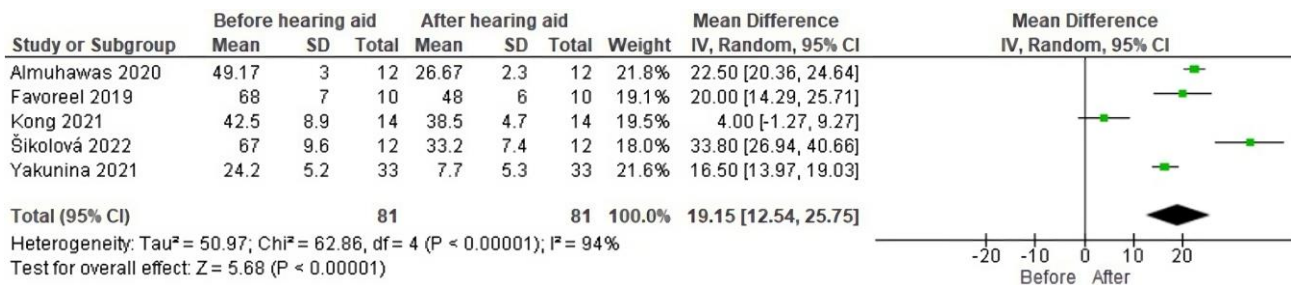 Before hearing aid After hearing aid Mean Difference Mean Difference
Study or Subgroup Mean SD Total Mean SD Total Weight IV, Random, 95% CI IV, Random, 95% CI
Almuhawas 2020 49.17 3 12 26.67 2.3 12 21.8% 22.50 [20.36, 24.64]
Favoreel 2019 68 7 10 48 6 10 19.1% 20.00 [14.29, 25.71]
Kong 2021 42.5 8.9 14 38.5 4.7 14 19.5% 4.00 [-1.27, 9.27]
Šikolová 2022 67 9.6 12 33.2 7.4 12 18.0% 33.80 [26.94, 40.66]
Yakunina 2021 24.2 5.2 33 7.7 5.3 33 21.6% 16.50 [13.97, 19.03]
Total (95% CI) 81 81 100.0% 19.15 [12.54, 25.75]
Heterogeneity: Tau² = 50.97; Chi² = 62.86, df = 4 (P < 0.00001); I² = 94%
Test for overall effect: Z = 5.68 (P < 0.00001)
-20 -10 0 10 20
Before After